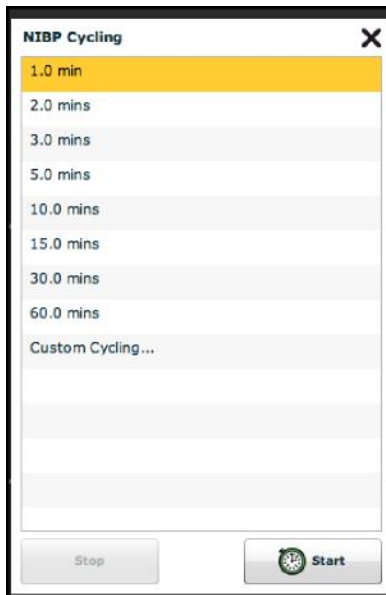 NIBP Cycling
1.0 min
2.0 mins
3.0 mins
5.0 mins
10.0 mins
15.0 mins
30.0 mins
60.0 mins
Custom Cycling...
Stop
Start